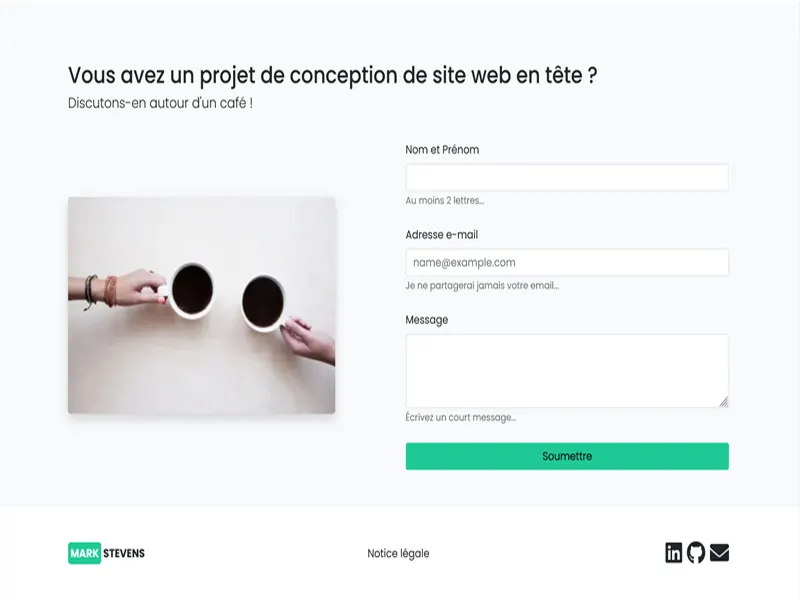 Vous avez un projet de conception de site web en tête ?
Discutons-en autour d'un café !
Nom et Prénom
Au moins 2 lettres...
Adresse e-mail
name@example.com
Je ne partagerai jamais votre email...
Message
Écrivez un court message...
Soumettre
MARK STEVENS
Notice légale